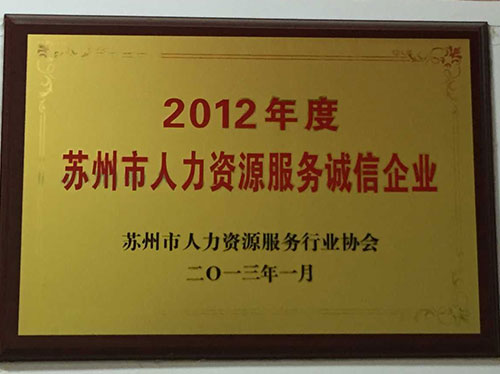 2012年度
苏州市人力资源服务诚信企业
苏州市人力资源服务行业协会
二〇一三年一月